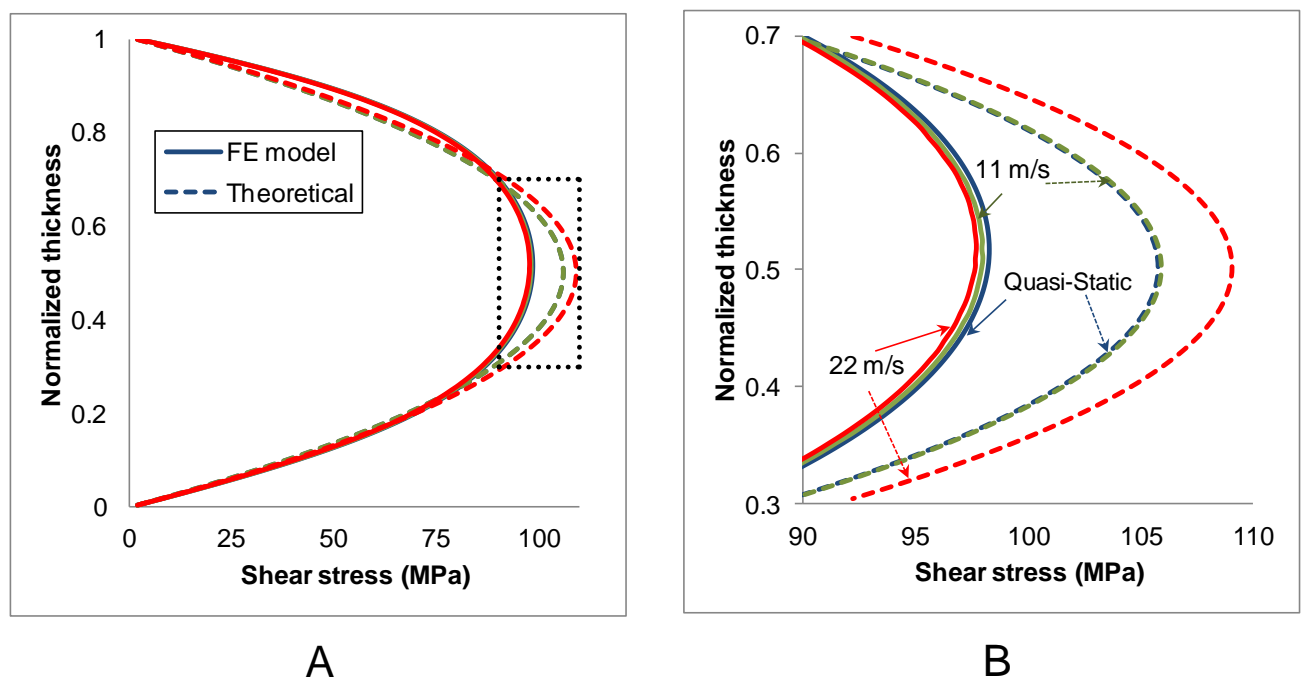 1
0.8
0.6
0.4
0.2
0
0 25 50 75 100
Normalized thickness
Shear stress (MPa)
FE model
Theoretical
A
0.7
0.6
0.5
0.4
0.3
90 95 100 105 110
Normalized thickness
Shear stress (MPa)
11 m/s
Quasi-Static
22 m/s
B